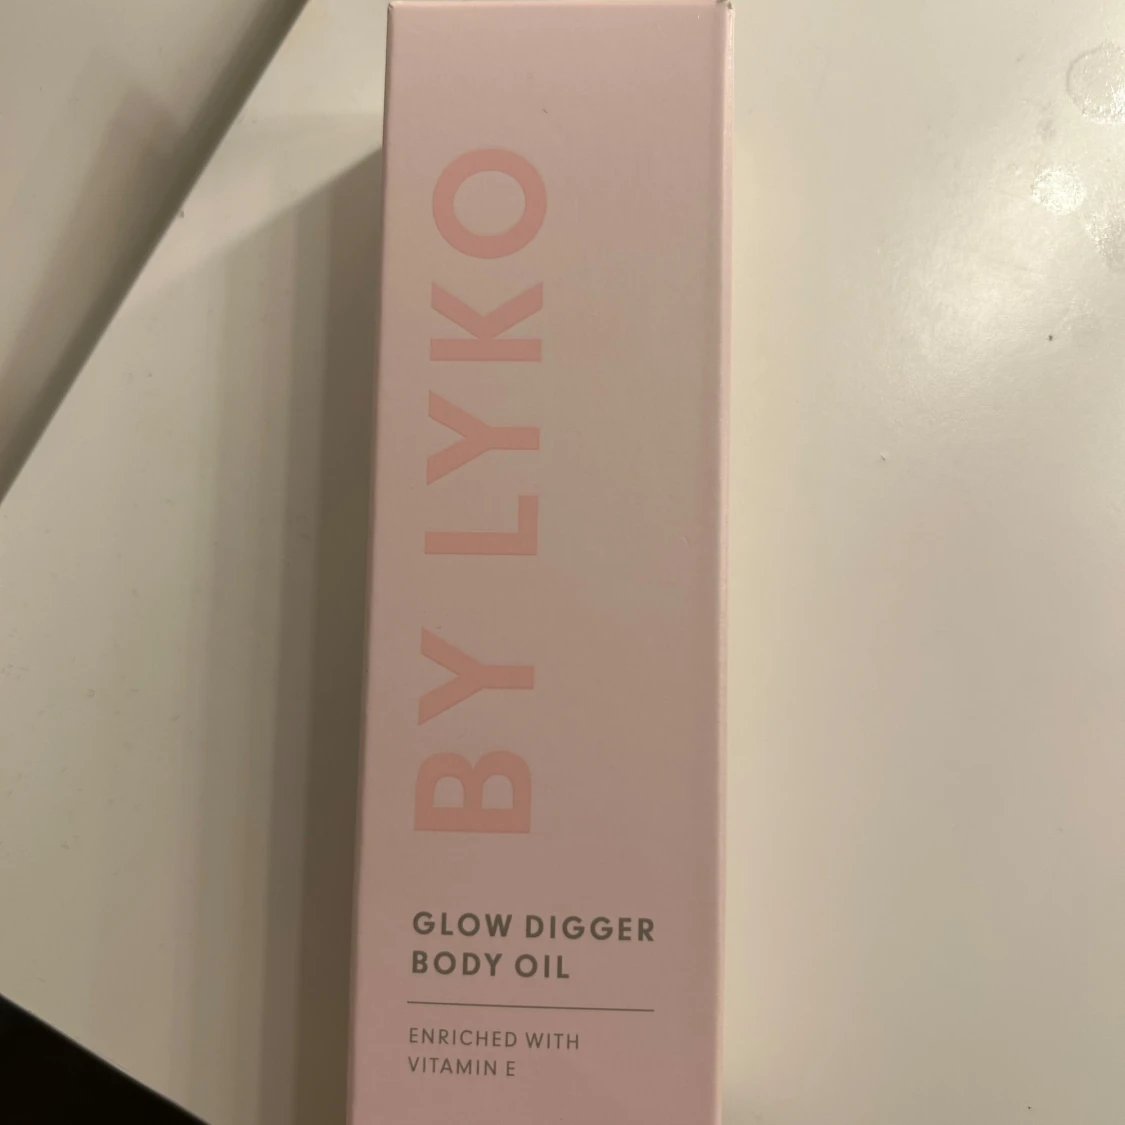 BY LYKO
GLOW DIGGER
BODY OIL
ENRICHED WITH
VITAMIN E